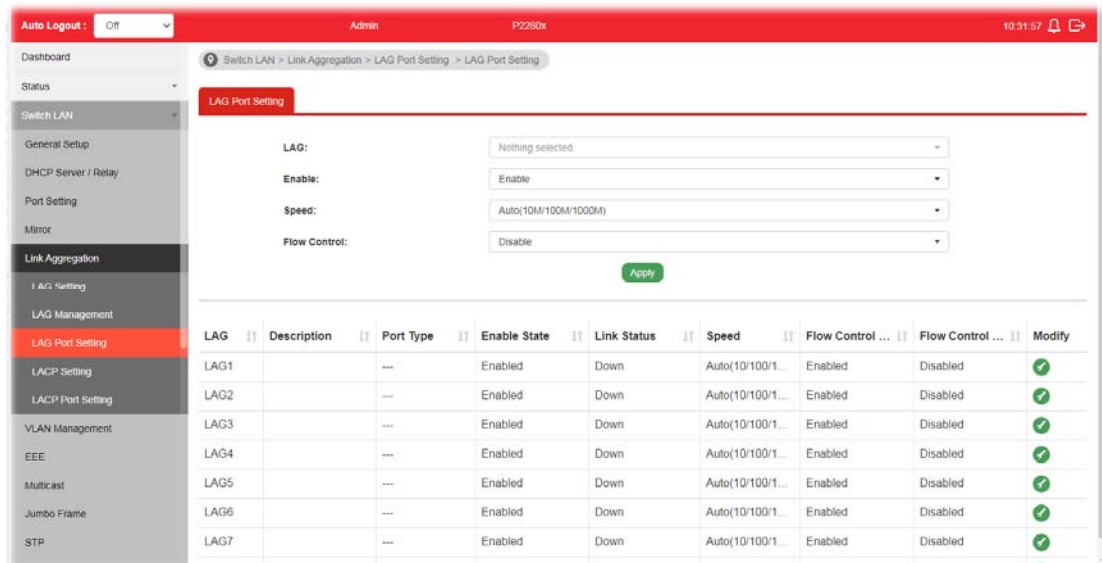 Auto Logout : Off Admin P2280x 10:31:57
Dashboard
Status
Switch LAN
General Setup
DHCP Server / Relay
Port Setting
Mirror
Link Aggregation
LAG Setting
LAG Management
LAG Port Setting
LACP Setting
LACP Port Setting
VLAN Management
EEE
Multicast
Jumbo Frame
STP
Switch LAN > Link Aggregation > LAG Port Setting > LAG Port Setting
LAG Port Setting
LAG: Nothing selected
Enable: Enable
Speed: Auto(10M/100M/1000M)
Flow Control: Disable
Apply
LAG Description Port Type Enable State Link Status Speed Flow Control ... Flow Control ... Modify
LAG1 --- Enabled Down Auto(10/100/1... Enabled Disabled
LAG2 --- Enabled Down Auto(10/100/1... Enabled Disabled
LAG3 --- Enabled Down Auto(10/100/1... Enabled Disabled
LAG4 --- Enabled Down Auto(10/100/1... Enabled Disabled
LAG5 --- Enabled Down Auto(10/100/1... Enabled Disabled
LAG6 --- Enabled Down Auto(10/100/1... Enabled Disabled
LAG7 --- Enabled Down Auto(10/100/1... Enabled Disabled